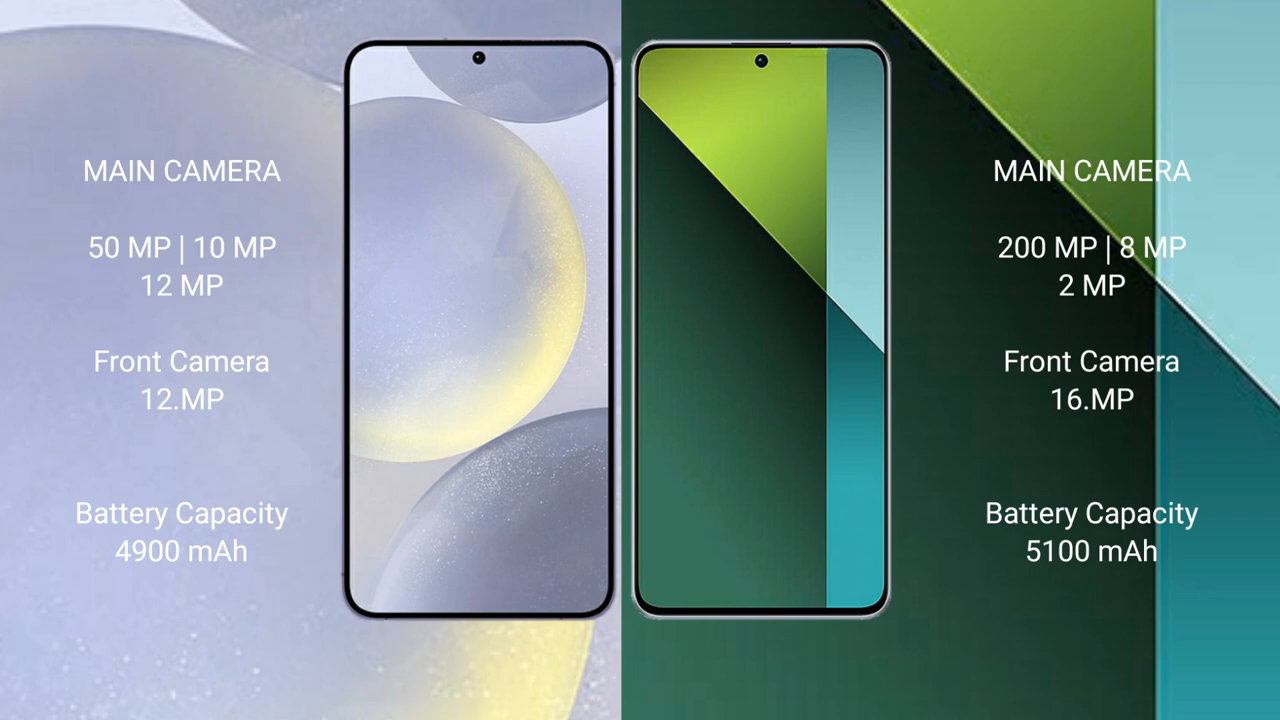 MAIN CAMERA
50 MP | 10 MP
12 MP
Front Camera
12.MP
Battery Capacity
4900 mAh
MAIN CAMERA
200 MP | 8 MP
2 MP
Front Camera
16.MP
Battery Capacity
5100 mAh